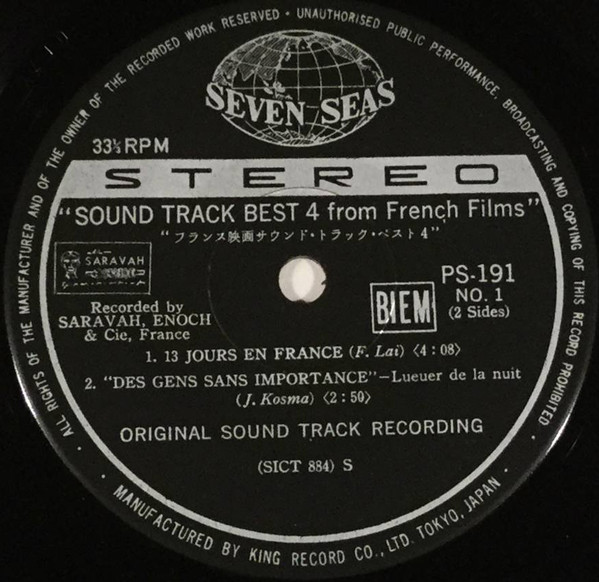 ALL RIGHTS OF THE MANUFACTURER AND OF THE OWNER OF THE RECORDED WORK RESERVED • UNAUTHORISED PUBLIC PERFORMANCE, BROADCASTING AND COPYING OF THIS RECORD PROHIBITED •
SEVEN SEAS
33⅓RPM
STEREO
"SOUND TRACK BEST 4 from French Films"
"フランス映画サウンド・トラック・ベスト4"
SARAVAH
Recorded by
SARAVAH, ENOCH
& Cie, France
BIEM
PS-191
NO. 1
(2 Sides)
1. 13 JOURS EN FRANCE (F. Lai) 〈4:08〉
2. "DES GENS SANS IMPORTANCE"-Lueuer de la nuit
(J. Kosma) 〈2:50〉
ORIGINAL SOUND TRACK RECORDING
(SICT 884) S
• MANUFACTURED BY KING RECORD CO., LTD. TOKYO, JAPAN •